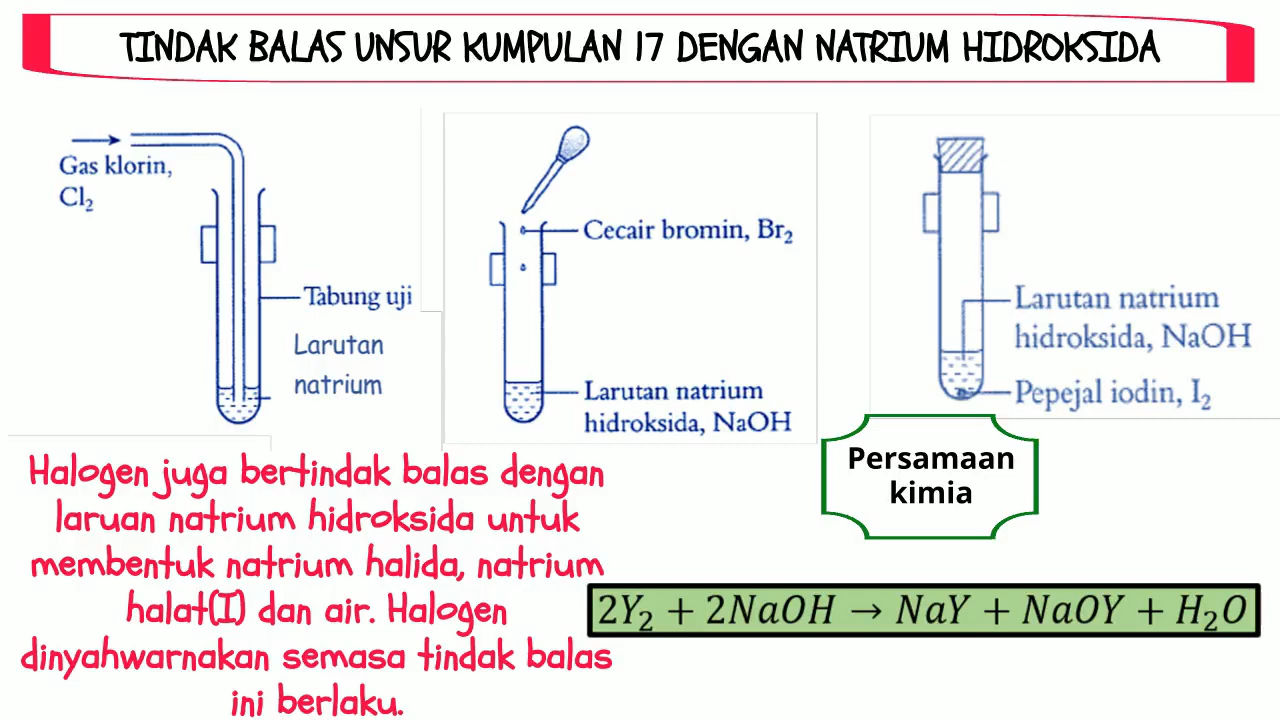 TINDAK BALAS UNSUR KUMPULAN 17 DENGAN NATRIUM HIDROKSIDA
Gas klorin,
Cl₂
Tabung uji
Larutan
natrium
Cecair bromin, Br₂
Larutan natrium
hidroksida, NaOH
Larutan natrium
hidroksida, NaOH
Pepejal iodin, I₂
Halogen juga bertindak balas dengan
laruan natrium hidroksida untuk
membentuk natrium halida, natrium
halat(I) dan air. Halogen
dinyahwarnakan semasa tindak balas
ini berlaku.
Persamaan
kimia
2Y₂ + 2NaOH → NaY + NaOY + H₂O